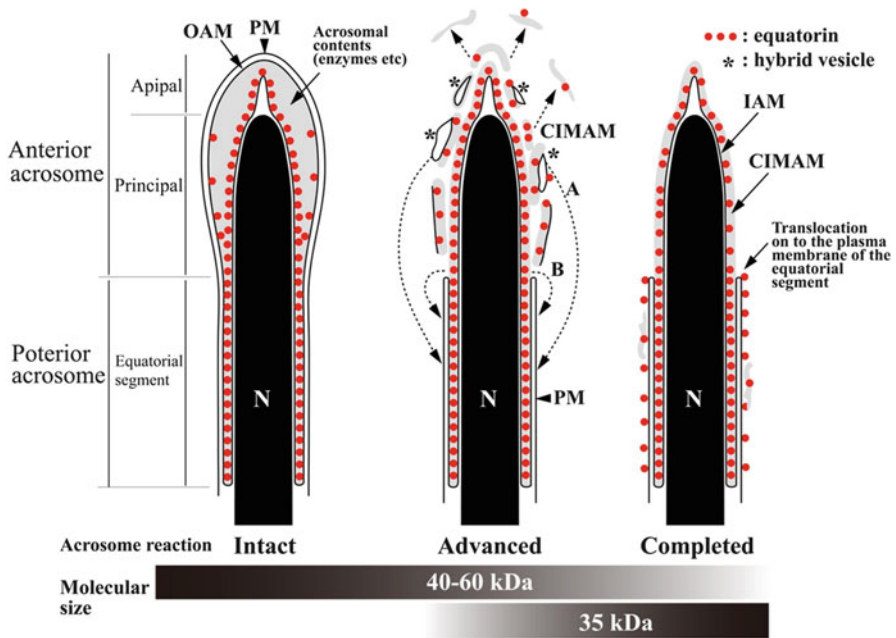 OAM PM
Acrosomal
contents
(enzymes etc)
: equatorin
* : hybrid vesicle
Apipal
Anterior
acrosome
Principal
*
*
*
*
CIMAM
A
B
IAM
CIMAM
Translocation
on to the plasma
membrane of the
equatorial
segment
Poterior
acrosome
Equatorial
segment
N
N
PM
N
Acrosome reaction Intact Advanced Completed
Molecular
size
40-60 kDa
35 kDa